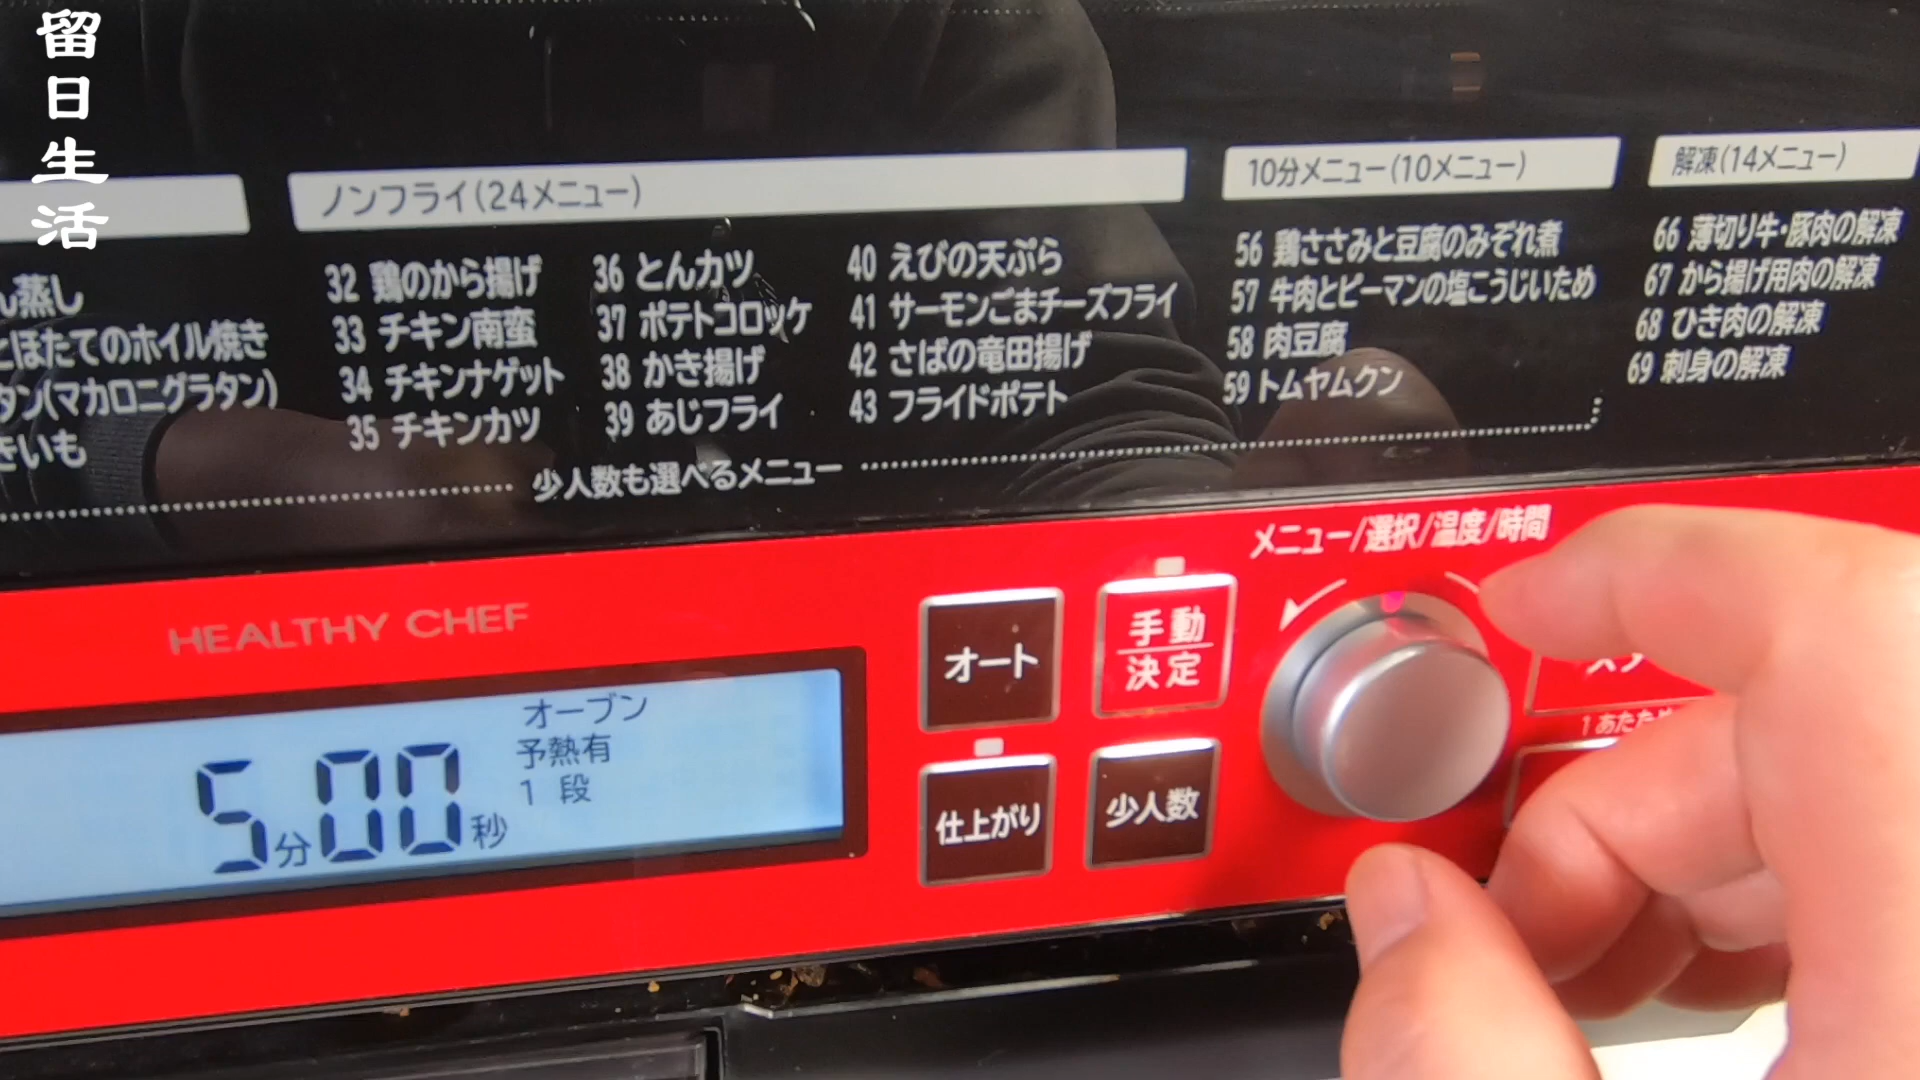 留日生活
ノンフライ(24メニュー)
10分メニュー(10メニュー)
解凍(14メニュー)
ん蒸し
とほたてのホイル焼き
タン(マカロニグラタン)
きいも
32 鶏のから揚げ
33 チキン南蛮
34 チキンナゲット
35 チキンカツ
36 とんカツ
37 ポテトコロッケ
38 かき揚げ
39 あじフライ
40 えびの天ぷら
41 サーモンごまチーズフライ
42 さばの竜田揚げ
43 フライドポテト
56 鶏ささみと豆腐のみぞれ煮
57 牛肉とピーマンの塩こうじいため
58 肉豆腐
59 トムヤムクン
66 薄切り牛・豚肉の解凍
67 から揚げ用肉の解凍
68 ひき肉の解凍
69 刺身の解凍
少人数も選べるメニュー
メニュー/選択/温度/時間
HEALTHY CHEF
オーブン
予熱有
1 段
5分00秒
オート
手動
決定
仕上がり
少人数
1あたため